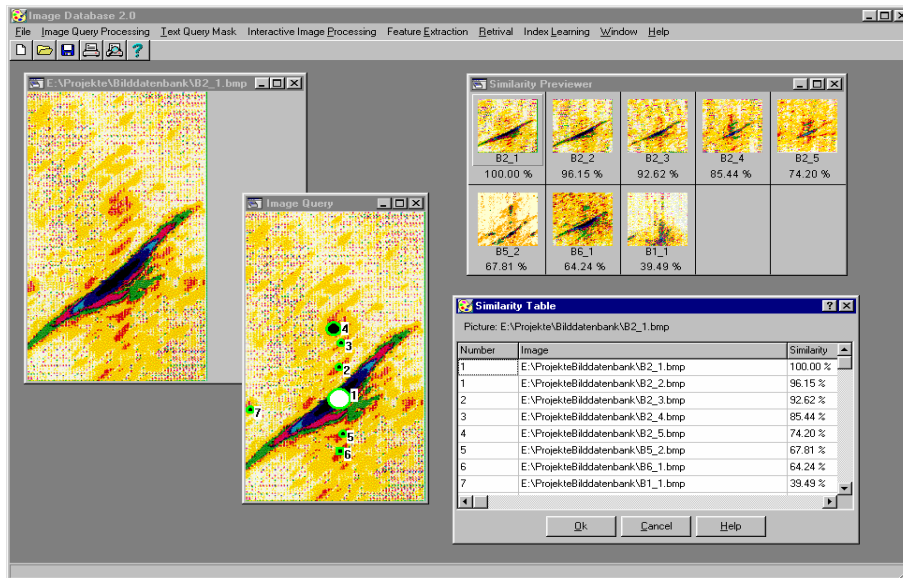 Image Database 2.0
File Image Query Processing Text Query Mask Interactive Image Processing Feature Extraction Retrival Index Learning Window Help
E:\Projekte\Bilddatenbank\B2_1.bmp
Similarity Previewer
B2_1 B2_2 B2_3 B2_4 B2_5
100.00 % 96.15 % 92.62 % 85.44 % 74.20 %
B5_2 B6_1 B1_1
67.81 % 64.24 % 39.49 %
Image Query
4
3
2
1
7
5
6
Similarity Table
Picture: E:\Projekte\Bilddatenbank\B2_1.bmp
Number Image Similarity
1 E:\ProjekteBilddatenbank\B2_1.bmp 100.00 %
1 E:\ProjekteBilddatenbank\B2_2.bmp 96.15 %
2 E:\ProjekteBilddatenbank\B2_3.bmp 92.62 %
3 E:\ProjekteBilddatenbank\B2_4.bmp 85.44 %
4 E:\ProjekteBilddatenbank\B2_5.bmp 74.20 %
5 E:\ProjekteBilddatenbank\B5_2.bmp 67.81 %
6 E:\ProjekteBilddatenbank\B6_1.bmp 64.24 %
7 E:\ProjekteBilddatenbank\B1_1.bmp 39.49 %
Ok Cancel Help